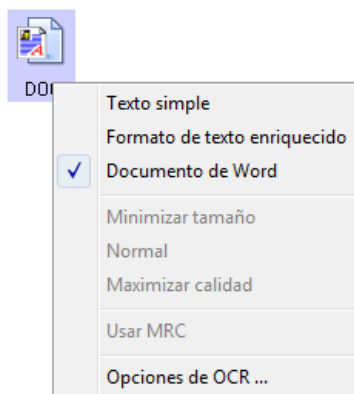 Texto simple
Formato de texto enriquecido
Documento de Word
Minimizar tamaño
Normal
Maximizar calidad
Usar MRC
Opciones de OCR ...